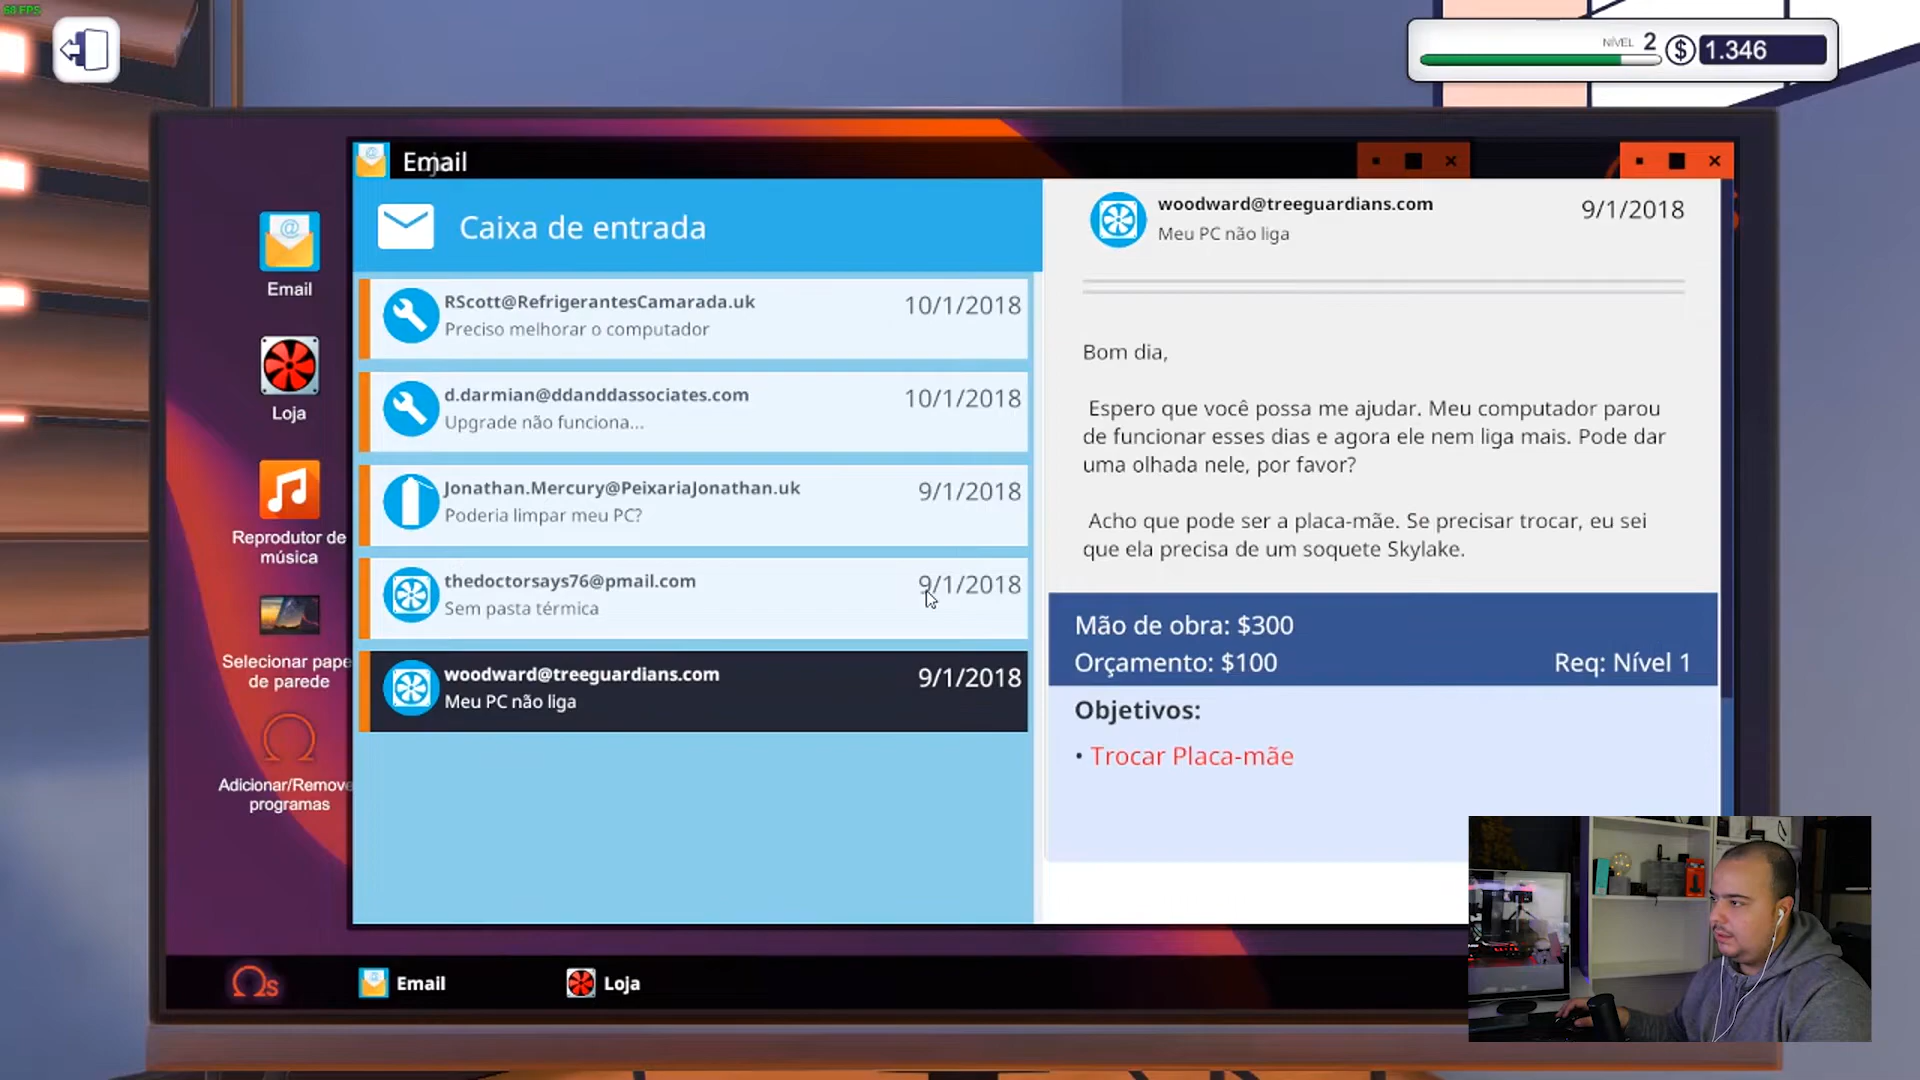 60 FPS
NÍVEL 2 $ 1.346
Email
Caixa de entrada
RScott@RefrigerantesCamarada.uk 10/1/2018
Preciso melhorar o computador
d.darmian@ddanddassociates.com 10/1/2018
Upgrade não funciona...
Jonathan.Mercury@PeixariaJonathan.uk 9/1/2018
Poderia limpar meu PC?
thedoctorsays76@pmail.com 9/1/2018
Sem pasta térmica
woodward@treeguardians.com 9/1/2018
Meu PC não liga
woodward@treeguardians.com 9/1/2018
Meu PC não liga
Bom dia,
Espero que você possa me ajudar. Meu computador parou
de funcionar esses dias e agora ele nem liga mais. Pode dar
uma olhada nele, por favor?
Acho que pode ser a placa-mãe. Se precisar trocar, eu sei
que ela precisa de um soquete Skylake.
Mão de obra: $300
Orçamento: $100 Req: Nível 1
Objetivos:
• Trocar Placa-mãe
Email
Loja
Reprodutor de
música
Selecionar pape
de parede
Adicionar/Remove
programas
Ωs Email Loja